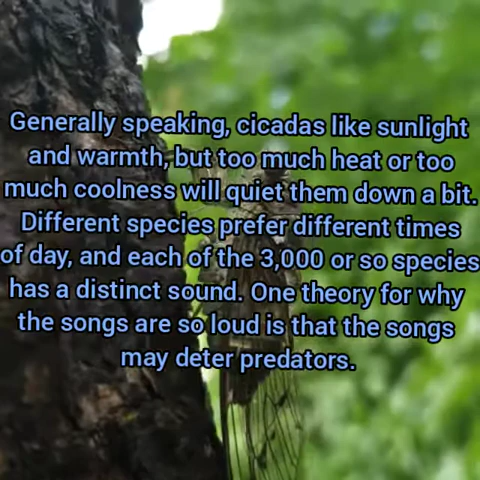 Generally speaking, cicadas like sunlight
and warmth, but too much heat or too
much coolness will quiet them down a bit.
Different species prefer different times
of day, and each of the 3,000 or so species
has a distinct sound. One theory for why
the songs are so loud is that the songs
may deter predators.